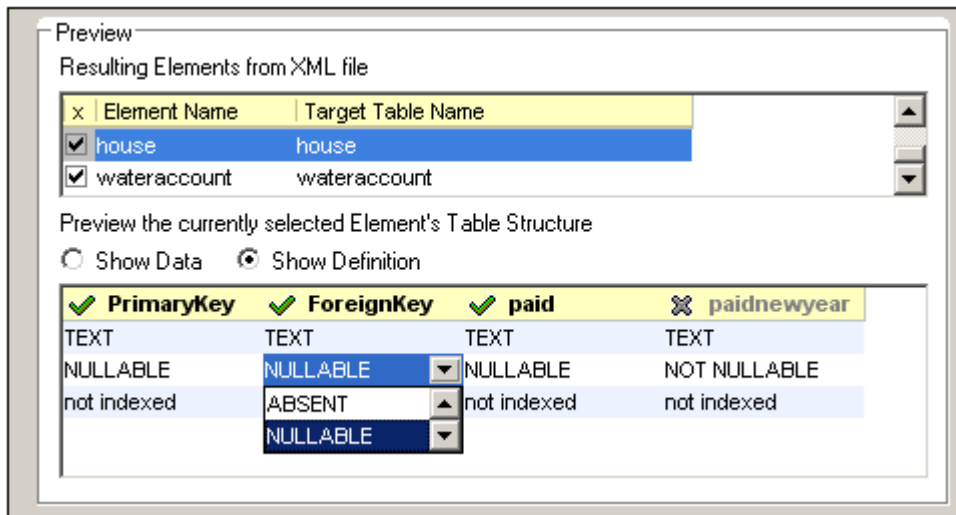 Preview
Resulting Elements from XML file
x Element Name Target Table Name
house house
wateraccount wateraccount
Preview the currently selected Element's Table Structure
Show Data Show Definition
PrimaryKey ForeignKey paid paidnewyear
TEXT TEXT TEXT TEXT
NULLABLE NULLABLE NULLABLE NOT NULLABLE
not indexed ABSENT not indexed not indexed
NULLABLE